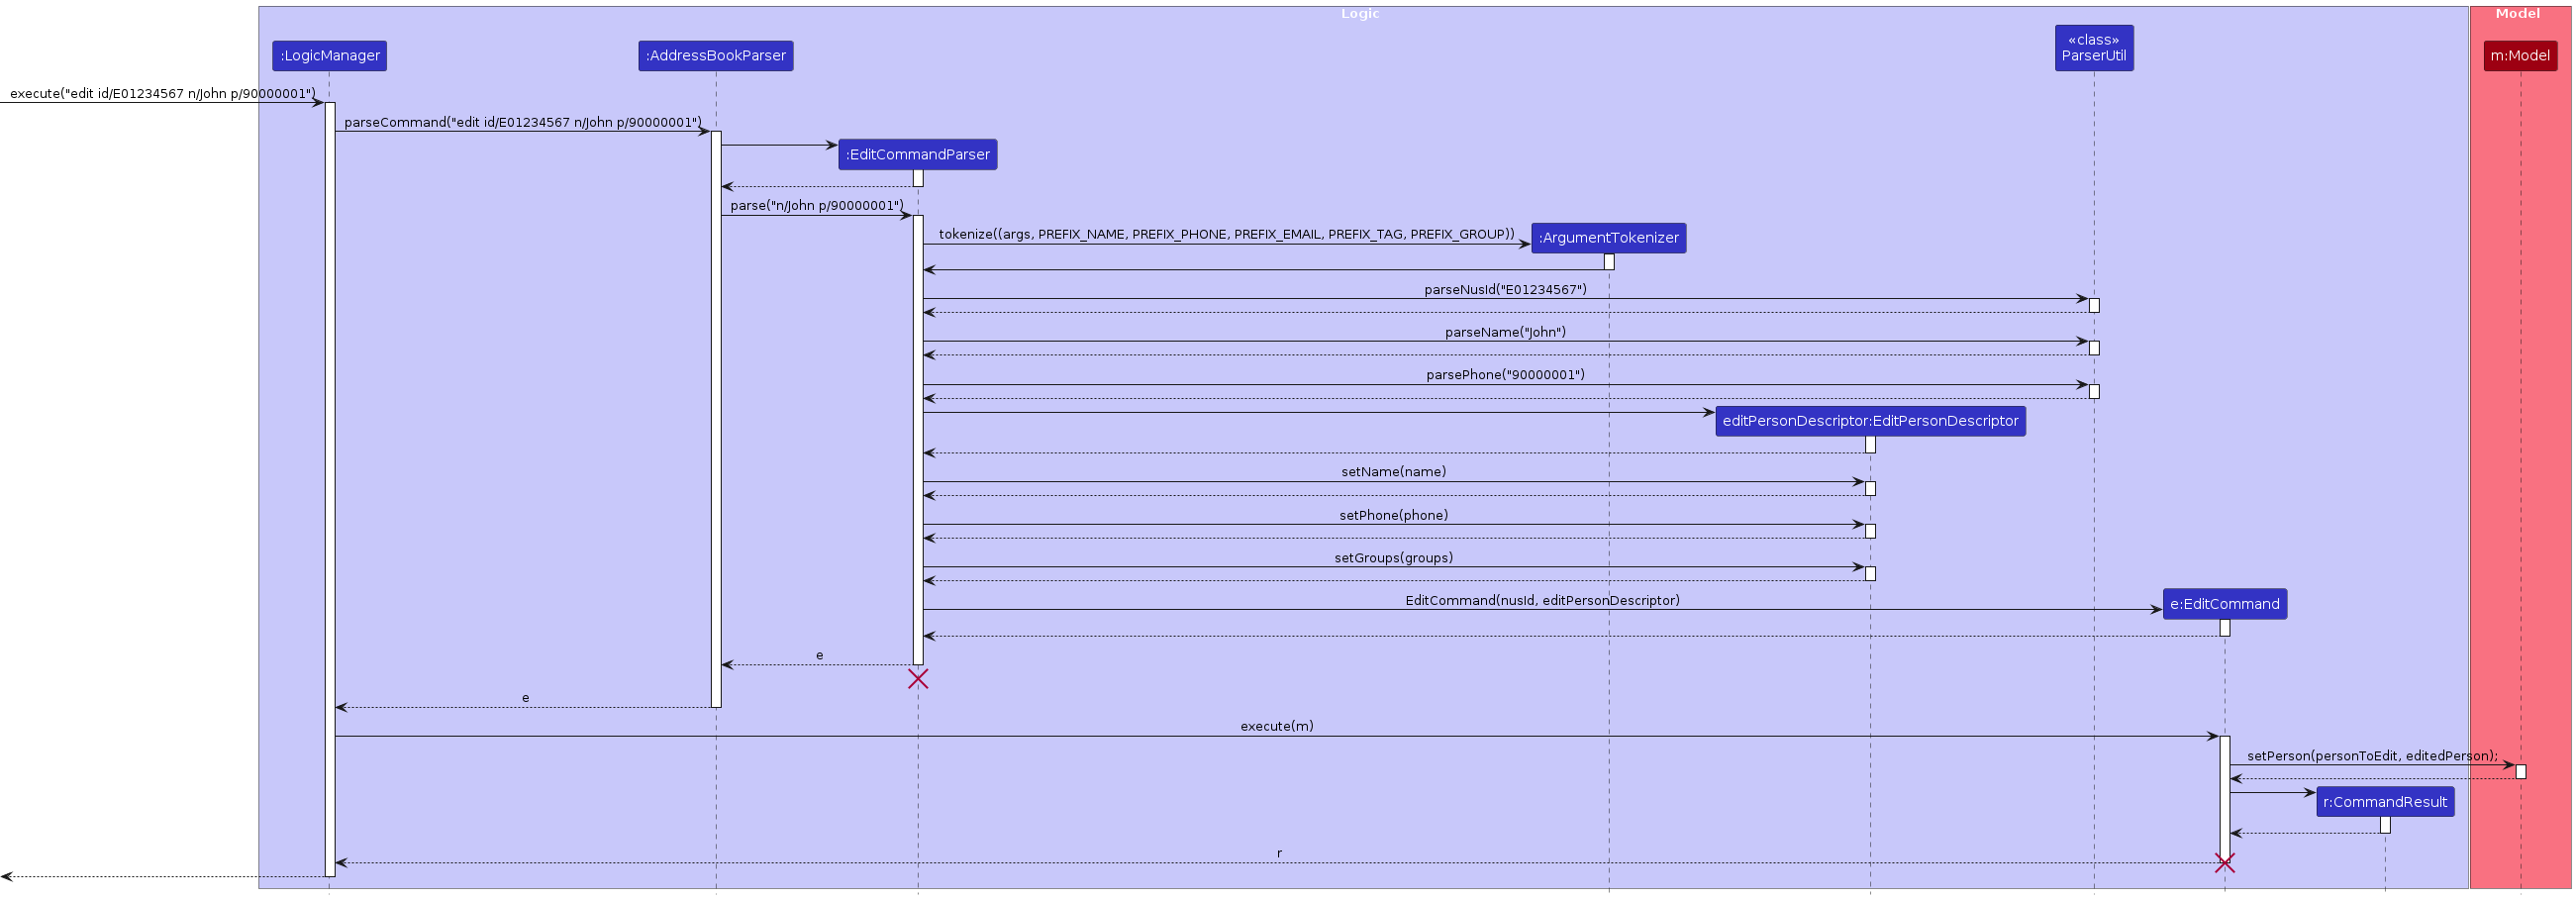 Logic
Model
:LogicManager
:AddressBookParser
«class»
ParserUtil
m:Model
execute("edit id/E01234567 n/John p/90000001")
parseCommand("edit id/E01234567 n/John p/90000001")
:EditCommandParser
parse("n/John p/90000001")
tokenize((args, PREFIX_NAME, PREFIX_PHONE, PREFIX_EMAIL, PREFIX_TAG, PREFIX_GROUP))
:ArgumentTokenizer
parseNusId("E01234567")
parseName("John")
parsePhone("90000001")
editPersonDescriptor:EditPersonDescriptor
setName(name)
setPhone(phone)
setGroups(groups)
EditCommand(nusId, editPersonDescriptor)
e:EditCommand
e
e
execute(m)
setPerson(personToEdit, editedPerson);
r:CommandResult
r